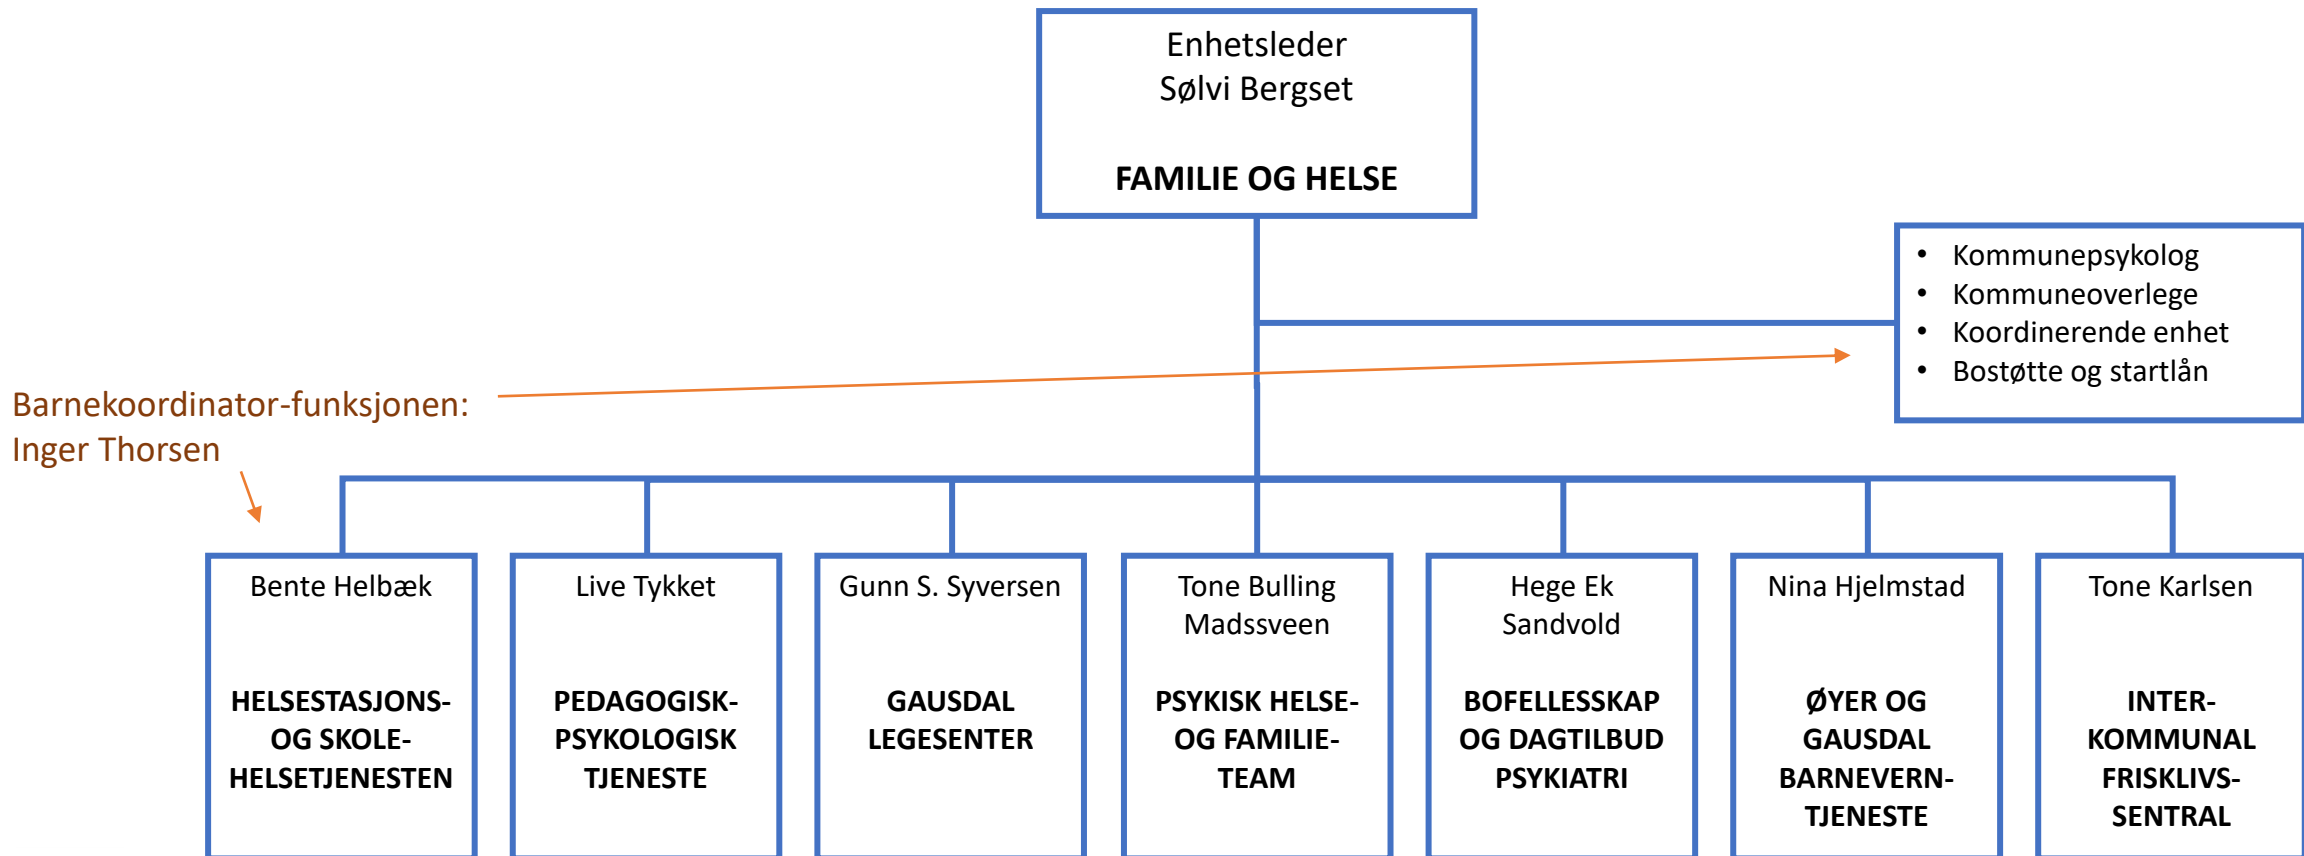 Enhetsleder
Sølvi Bergset
FAMILIE OG HELSE
• Kommunepsykolog
• Kommuneoverlege
• Koordinerende enhet
• Bostøtte og startlån
Barnekoordinator-funksjonen:
Inger Thorsen
Bente Helbæk
HELSESTASJONS-
OG SKOLE-
HELSETJENESTEN
Live Tykket
PEDAGOGISK-
PSYKOLOGISK
TJENESTE
Gunn S. Syversen
GAUSDAL
LEGESENTER
Tone Bulling
Madssveen
PSYKISK HELSE-
OG FAMILIE-
TEAM
Hege Ek
Sandvold
BOFELLESSKAP
OG DAGTILBUD
PSYKIATRI
Nina Hjelmstad
ØYER OG
GAUSDAL
BARNEVERN-
TJENESTE
Tone Karlsen
INTER-
KOMMUNAL
FRISKLIVS-
SENTRAL